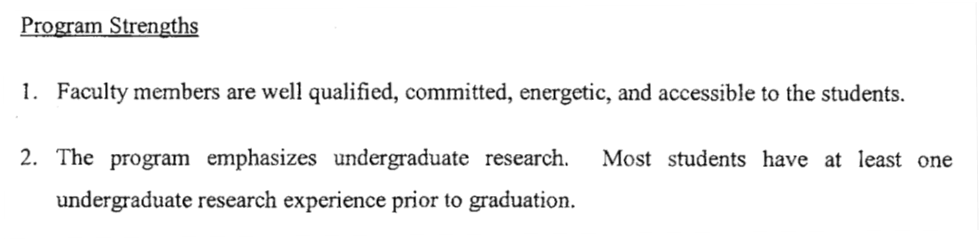 Program Strengths
1. Faculty members are well qualified, committed, energetic, and accessible to the students.
2. The program emphasizes undergraduate research. Most students have at least one
undergraduate research experience prior to graduation.